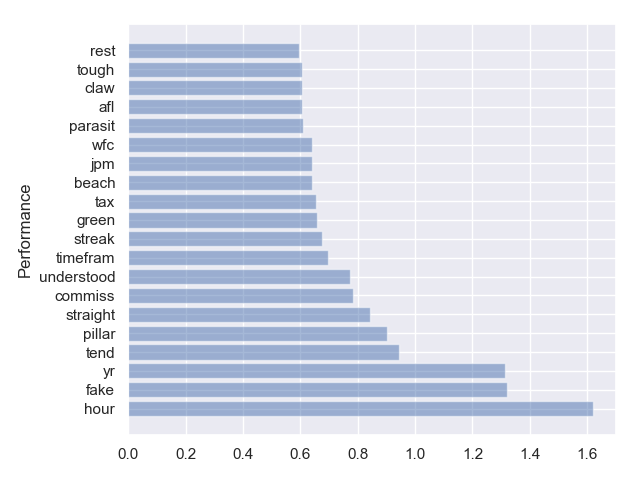 rest
tough
claw
afl
parasit
wfc
jpm
beach
tax
green
streak
timefram
understood
commiss
straight
pillar
tend
yr
fake
hour
Performance
0.0 0.2 0.4 0.6 0.8 1.0 1.2 1.4 1.6